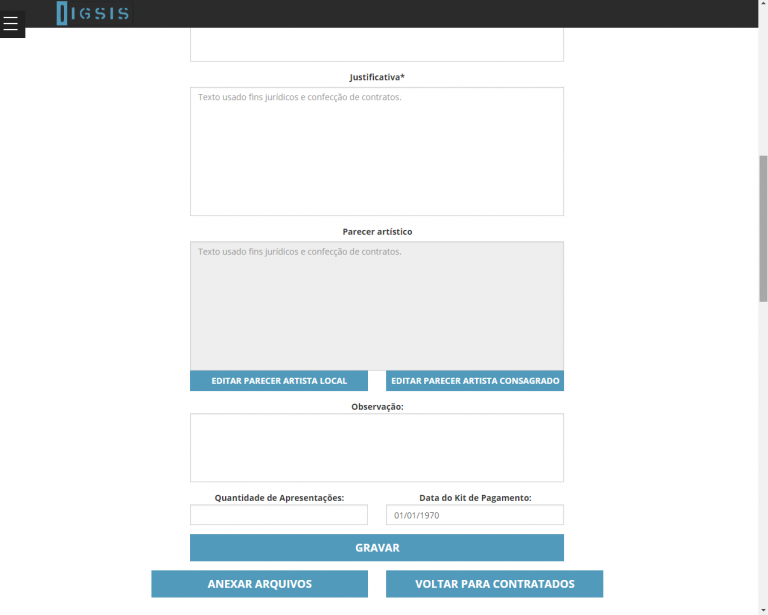 IGSIS
Justificativa*
Texto usado fins jurídicos e confecção de contratos.
Parecer artístico
Texto usado fins jurídicos e confecção de contratos.
EDITAR PARECER ARTISTA LOCAL
EDITAR PARECER ARTISTA CONSAGRADO
Observação:
Quantidade de Apresentações:
Data do Kit de Pagamento:
01/01/1970
GRAVAR
ANEXAR ARQUIVOS
VOLTAR PARA CONTRATADOS